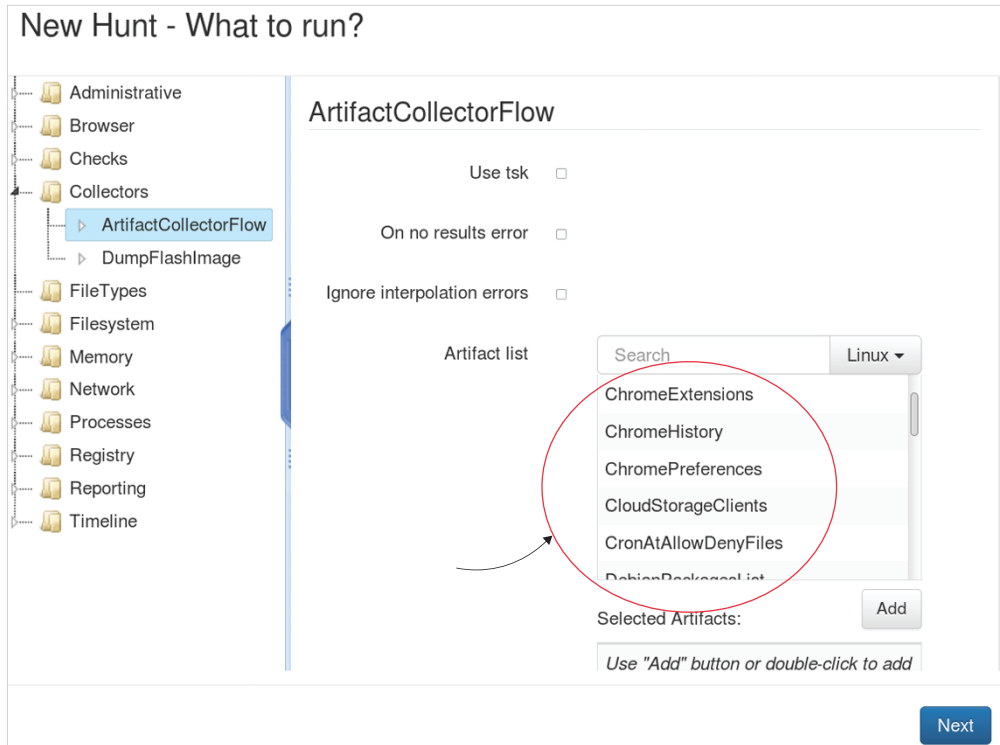 New Hunt - What to run?
Administrative
Browser
Checks
Collectors
ArtifactCollectorFlow
DumpFlashImage
FileTypes
Filesystem
Memory
Network
Processes
Registry
Reporting
Timeline
ArtifactCollectorFlow
Use tsk
On no results error
Ignore interpolation errors
Artifact list
Search
Linux
ChromeExtensions
ChromeHistory
ChromePreferences
CloudStorageClients
CronAtAllowDenyFiles
DebianPackagesList
Selected Artifacts:
Add
Use "Add" button or double-click to add
Next